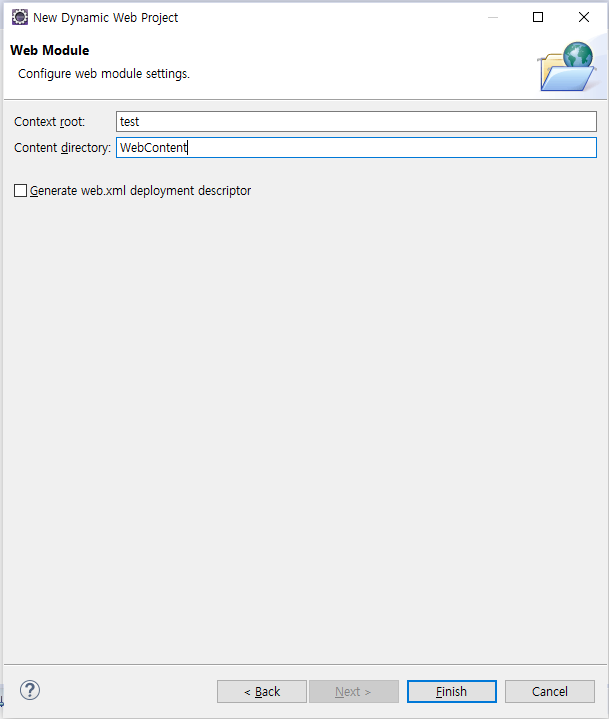 New Dynamic Web Project
Web Module
Configure web module settings.
Context root: test
Content directory: WebContent
Generate web.xml deployment descriptor
?
< Back Next > Finish Cancel